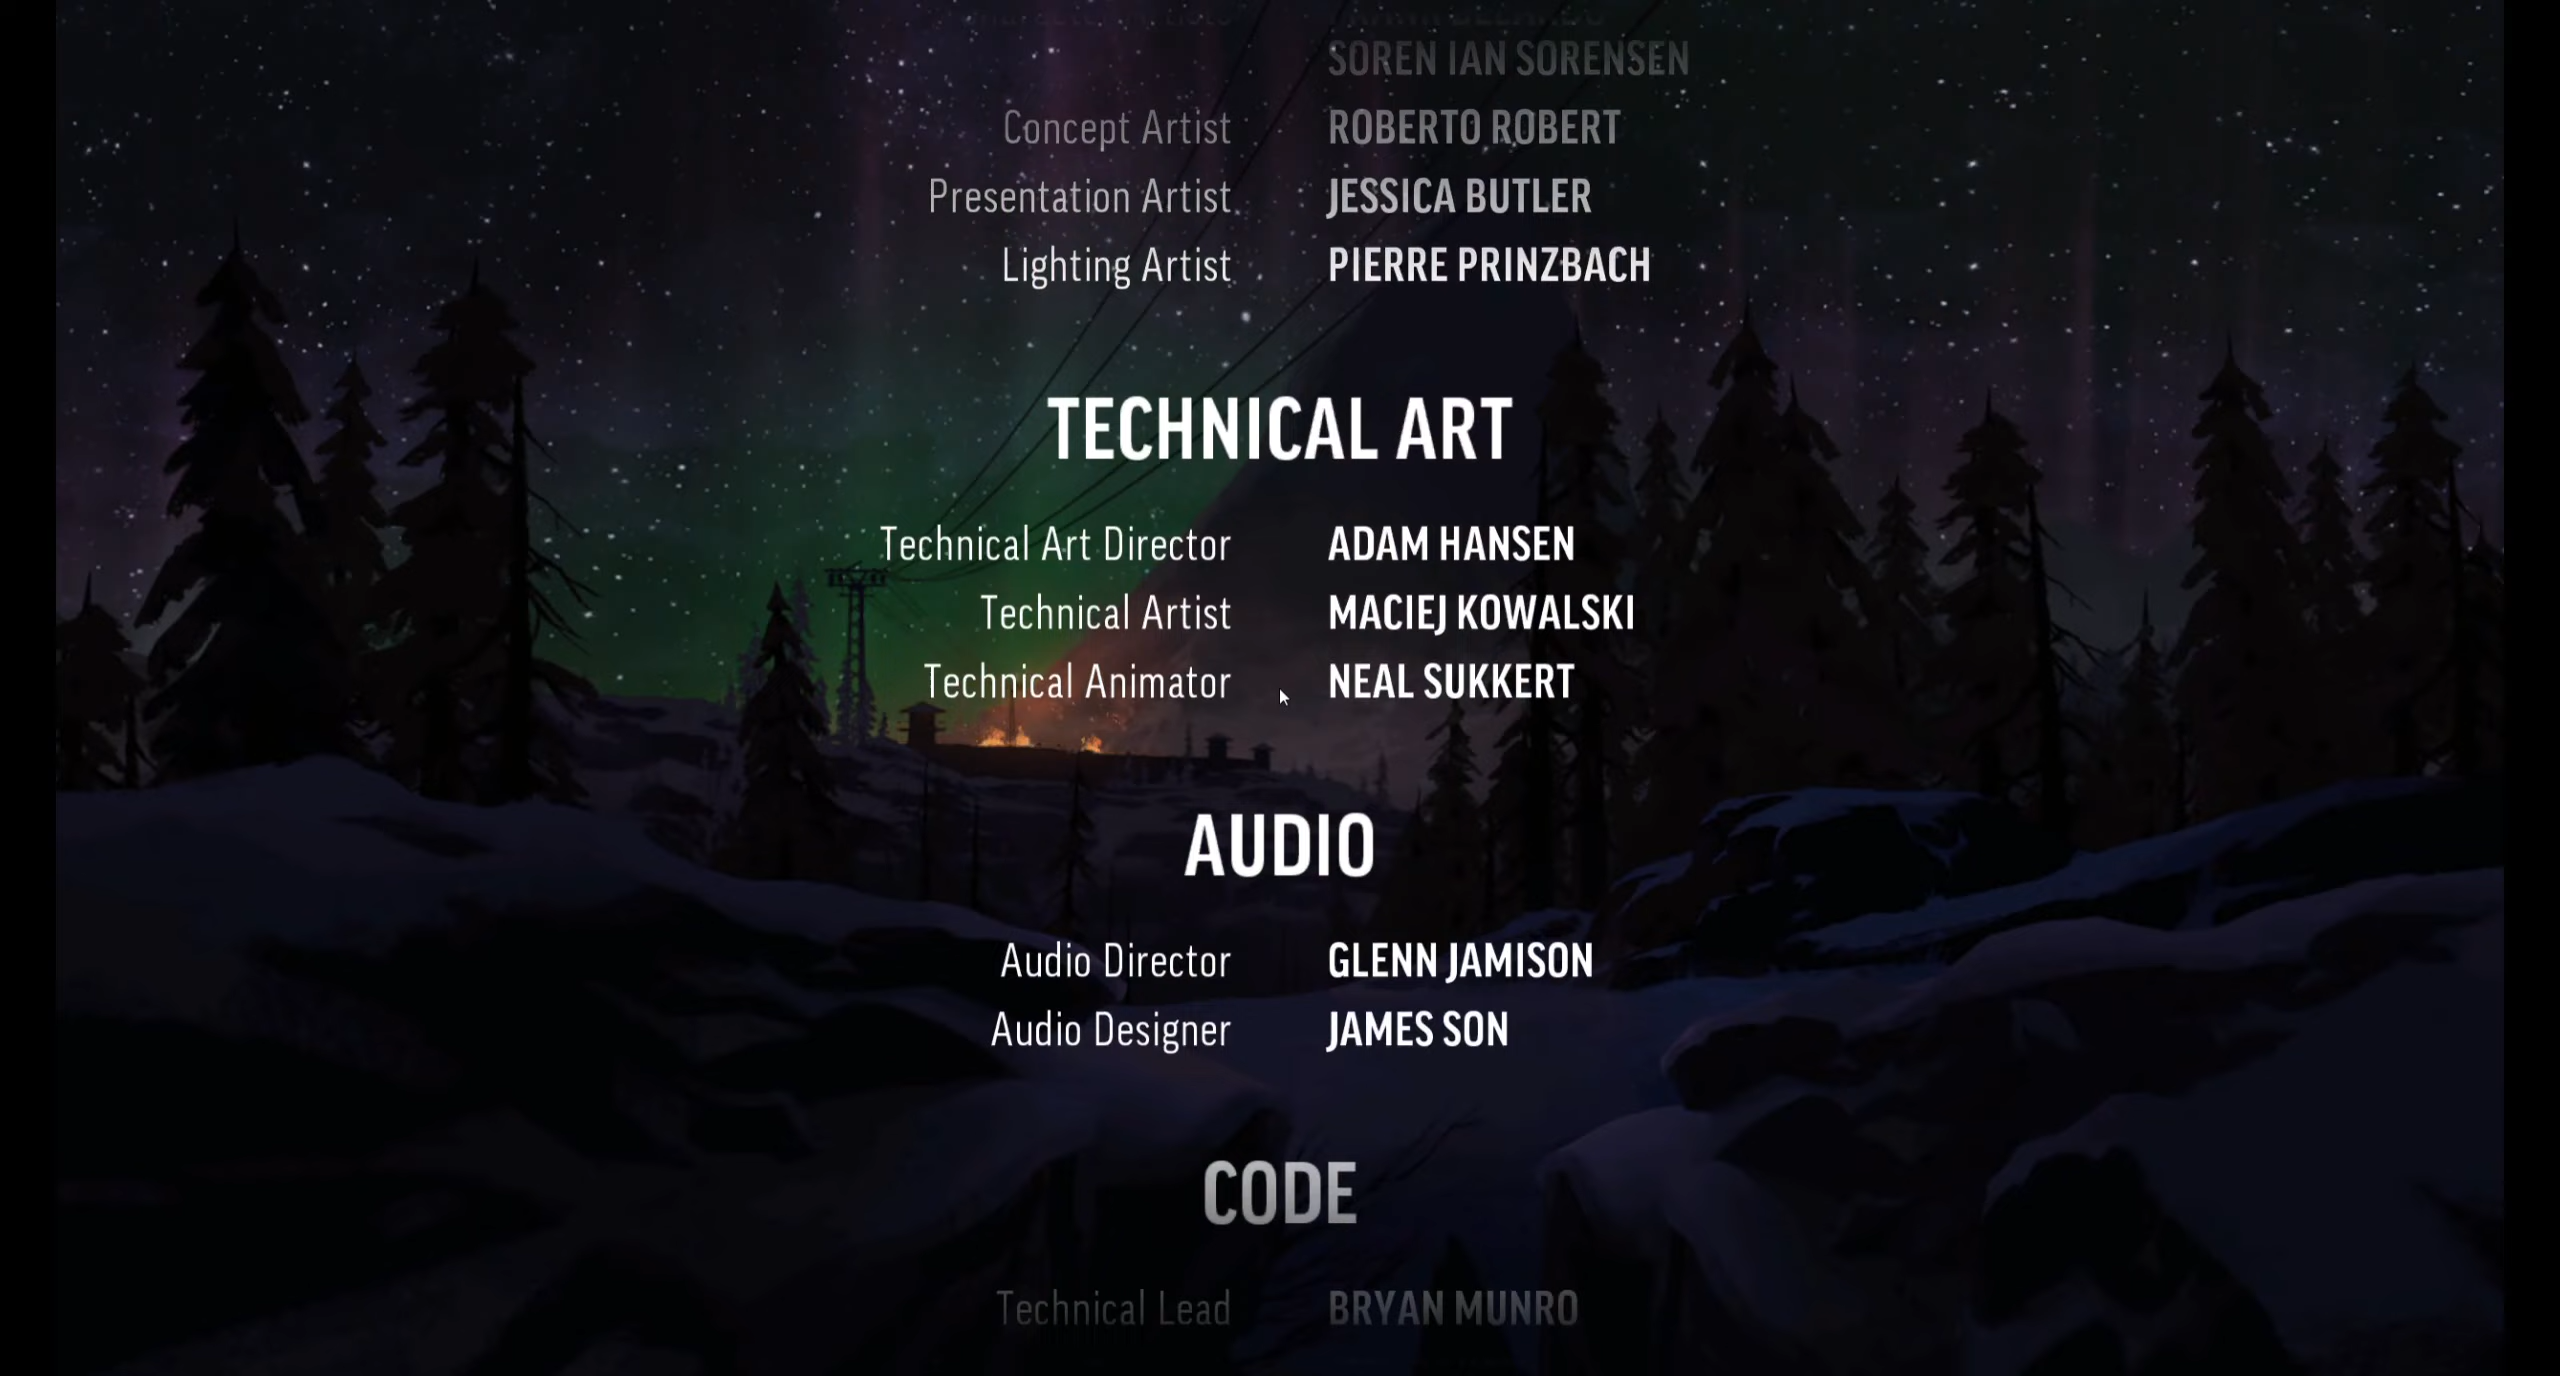 SOREN IAN SORENSEN
Concept Artist ROBERTO ROBERT
Presentation Artist JESSICA BUTLER
Lighting Artist PIERRE PRINZBACH
TECHNICAL ART
Technical Art Director ADAM HANSEN
Technical Artist MACIEJ KOWALSKI
Technical Animator NEAL SUKKERT
AUDIO
Audio Director GLENN JAMISON
Audio Designer JAMES SON
CODE
Technical Lead BRYAN MUNRO